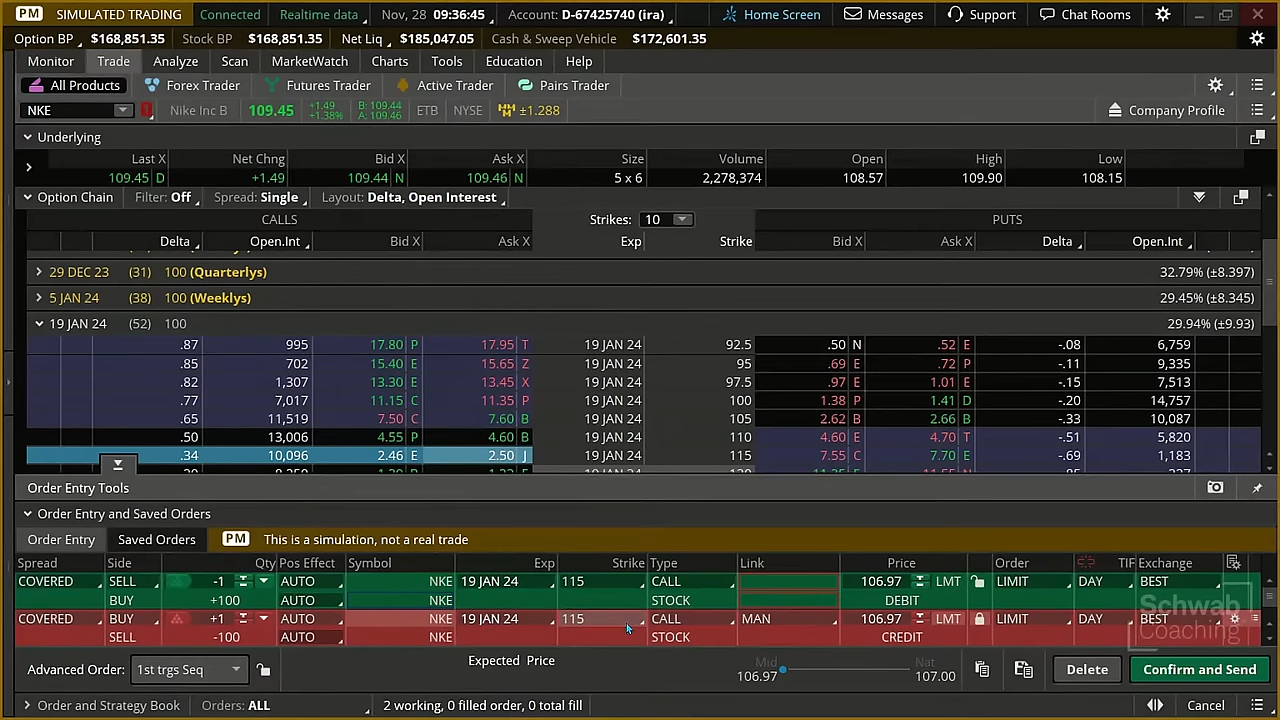 PM SIMULATED TRADING Connected Realtime data Nov, 28 09:36:45 Account: D-67425740 (ira) Home Screen Messages Support Chat Rooms
Option BP $168,851.35 Stock BP $168,851.35 Net Liq $185,047.05 Cash & Sweep Vehicle $172,601.35
Monitor Trade Analyze Scan MarketWatch Charts Tools Education Help
All Products Forex Trader Futures Trader Active Trader Pairs Trader
NKE Nike Inc B 109.45 +1.49 +1.38% B: 109.44 A: 109.46 ETB NYSE ±1.288 Company Profile
Underlying
Last X Net Chng Bid X Ask X Size Volume Open High Low
109.45 D +1.49 109.44 N 109.46 N 5 x 6 2,278,374 108.57 109.90 108.15
Option Chain Filter: Off Spread: Single Layout: Delta, Open Interest
CALLS Strikes: 10 PUTS
Delta Open.Int Bid X Ask X Exp Strike Bid X Ask X Delta Open.Int
29 DEC 23 (31) 100 (Quarterlys) 32.79% (±8.397)
5 JAN 24 (38) 100 (Weeklys) 29.45% (±8.345)
19 JAN 24 (52) 100 29.94% (±9.93)
.87 995 17.80 P 17.95 T 19 JAN 24 92.5 .50 N .52 E -.08 6,759
.85 702 15.40 E 15.65 Z 19 JAN 24 95 .69 E .72 P -.11 9,335
.82 1,307 13.30 E 13.45 X 19 JAN 24 97.5 .97 E 1.01 E -.15 7,513
.77 7,017 11.15 C 11.35 P 19 JAN 24 100 1.38 P 1.41 D -.20 14,757
.65 11,519 7.50 C 7.60 B 19 JAN 24 105 2.62 B 2.66 B -.33 10,087
.50 13,006 4.55 P 4.60 B 19 JAN 24 110 4.60 E 4.70 T -.51 5,820
.34 10,096 2.46 E 2.50 J 19 JAN 24 115 7.55 C 7.70 E -.69 1,183
Order Entry Tools
Order Entry and Saved Orders
Order Entry Saved Orders PM This is a simulation, not a real trade
Spread Side Qty Pos Effect Symbol Exp Strike Type Link Price Order TIF Exchange
COVERED SELL -1 AUTO NKE 19 JAN 24 115 CALL 106.97 LMT LIMIT DAY BEST
BUY +100 AUTO NKE STOCK DEBIT
COVERED BUY +1 AUTO NKE 19 JAN 24 115 CALL MAN 106.97 LMT LIMIT DAY BEST
SELL -100 AUTO NKE STOCK CREDIT
Schwab
Coaching
Advanced Order: 1st trgs Seq Expected Price Mid 106.97 Nat 107.00 Delete Confirm and Send
Order and Strategy Book Orders: ALL 2 working, 0 filled order, 0 total fill Cancel